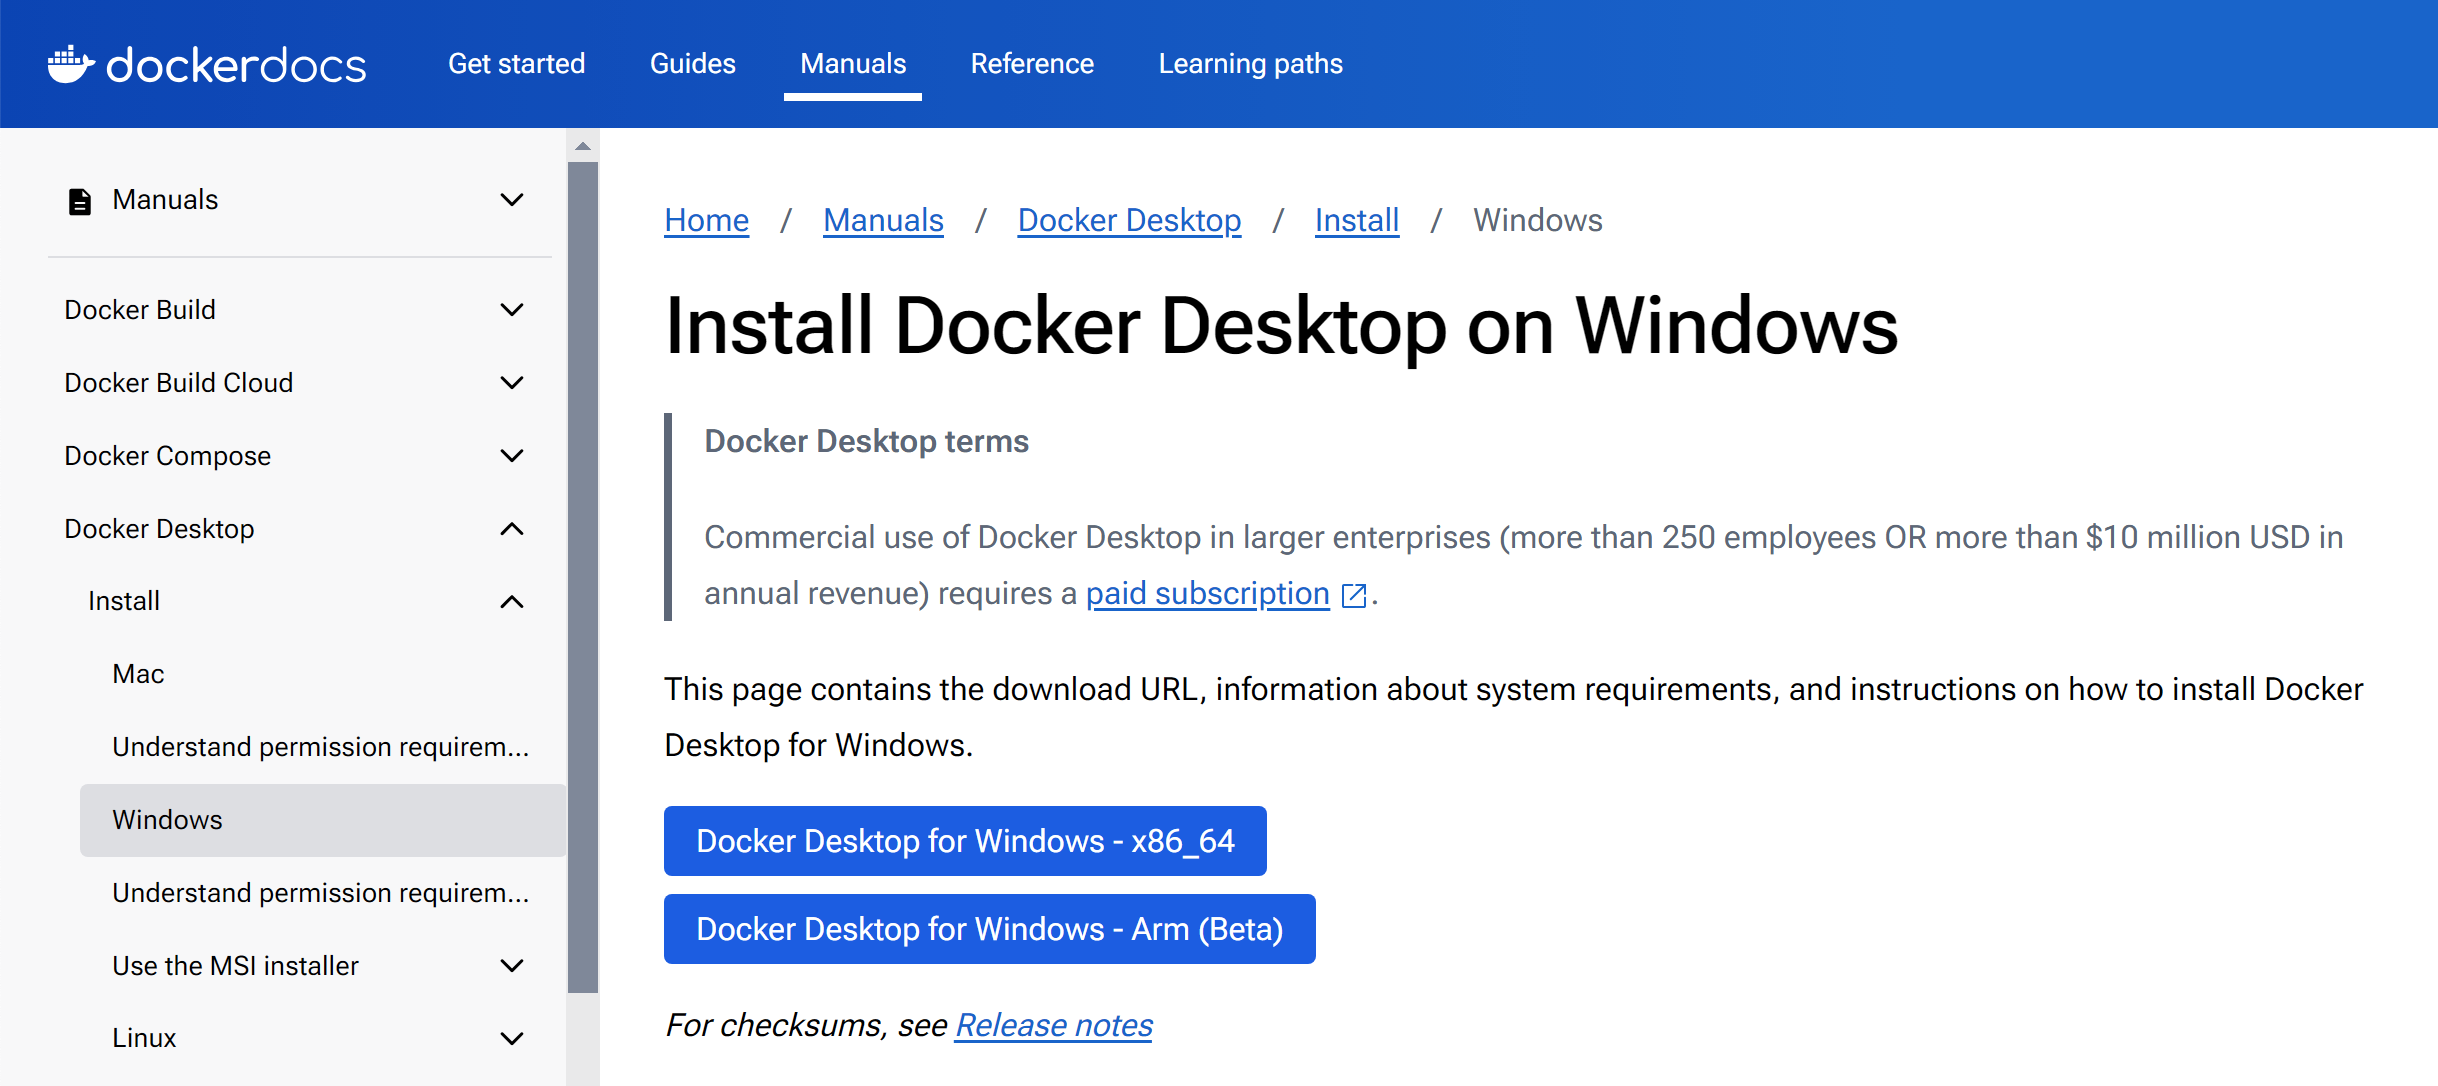 dockerdocs
Get started
Guides
Manuals
Reference
Learning paths
Manuals
Docker Build
Docker Build Cloud
Docker Compose
Docker Desktop
Install
Mac
Understand permission requirem...
Windows
Understand permission requirem...
Use the MSI installer
Linux
Home / Manuals / Docker Desktop / Install / Windows
Install Docker Desktop on Windows
Docker Desktop terms
Commercial use of Docker Desktop in larger enterprises (more than 250 employees OR more than $10 million USD in
annual revenue) requires a paid subscription.
This page contains the download URL, information about system requirements, and instructions on how to install Docker
Desktop for Windows.
Docker Desktop for Windows - x86_64
Docker Desktop for Windows - Arm (Beta)
For checksums, see Release notes